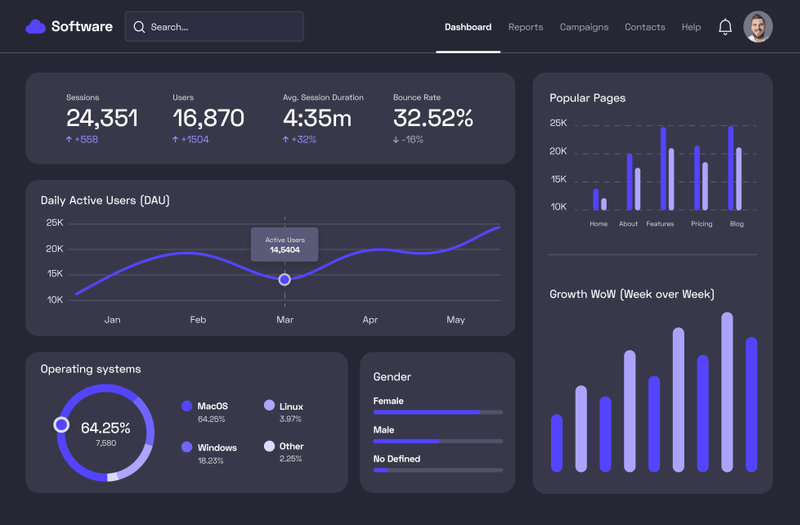 Software
Search...
Dashboard
Reports
Campaigns
Contacts
Help
Sessions
24,351
↑ +558
Users
16,870
↑ +1504
Avg. Session Duration
4:35m
↑ +32%
Bounce Rate
32.52%
↓ -16%
Daily Active Users (DAU)
25K
20K
15K
10K
Active Users
14,5404
Jan
Feb
Mar
Apr
May
Operating systems
64.25%
7,580
MacOS
64.25%
Linux
3.97%
Windows
18.23%
Other
2.25%
Gender
Female
Male
No Defined
Popular Pages
25K
20K
15K
10K
Home
About
Features
Pricing
Blog
Growth WoW (Week over Week)